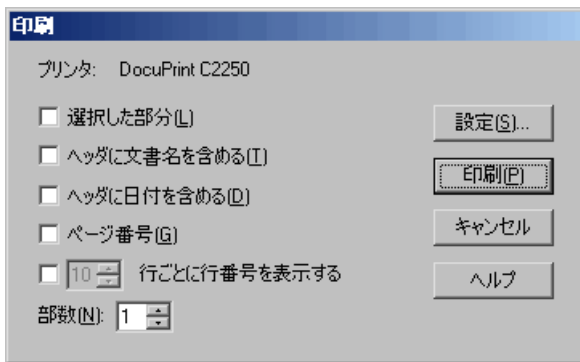 印刷
プリンタ: DocuPrint C2250
選択した部分(L)
ヘッダに文書名を含める(T)
ヘッダに日付を含める(D)
ページ番号(G)
10 行ごとに行番号を表示する
部数(N): 1
設定(S)...
印刷(P)
キャンセル
ヘルプ